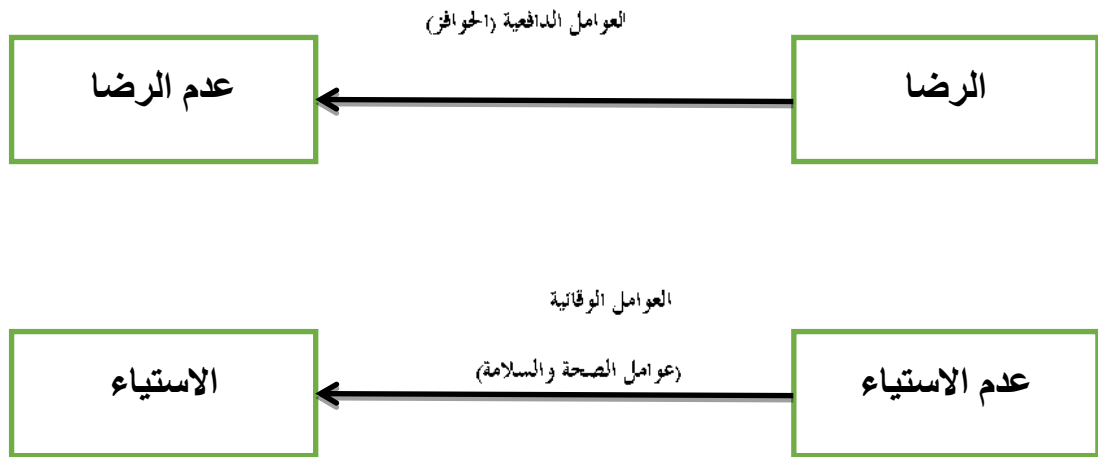 العوامل الدافعية (الحوافز)
الرضا
عدم الرضا
العوامل الوقائية
(عوامل الصحة والسلامة)
عدم الاستياء
الاستياء